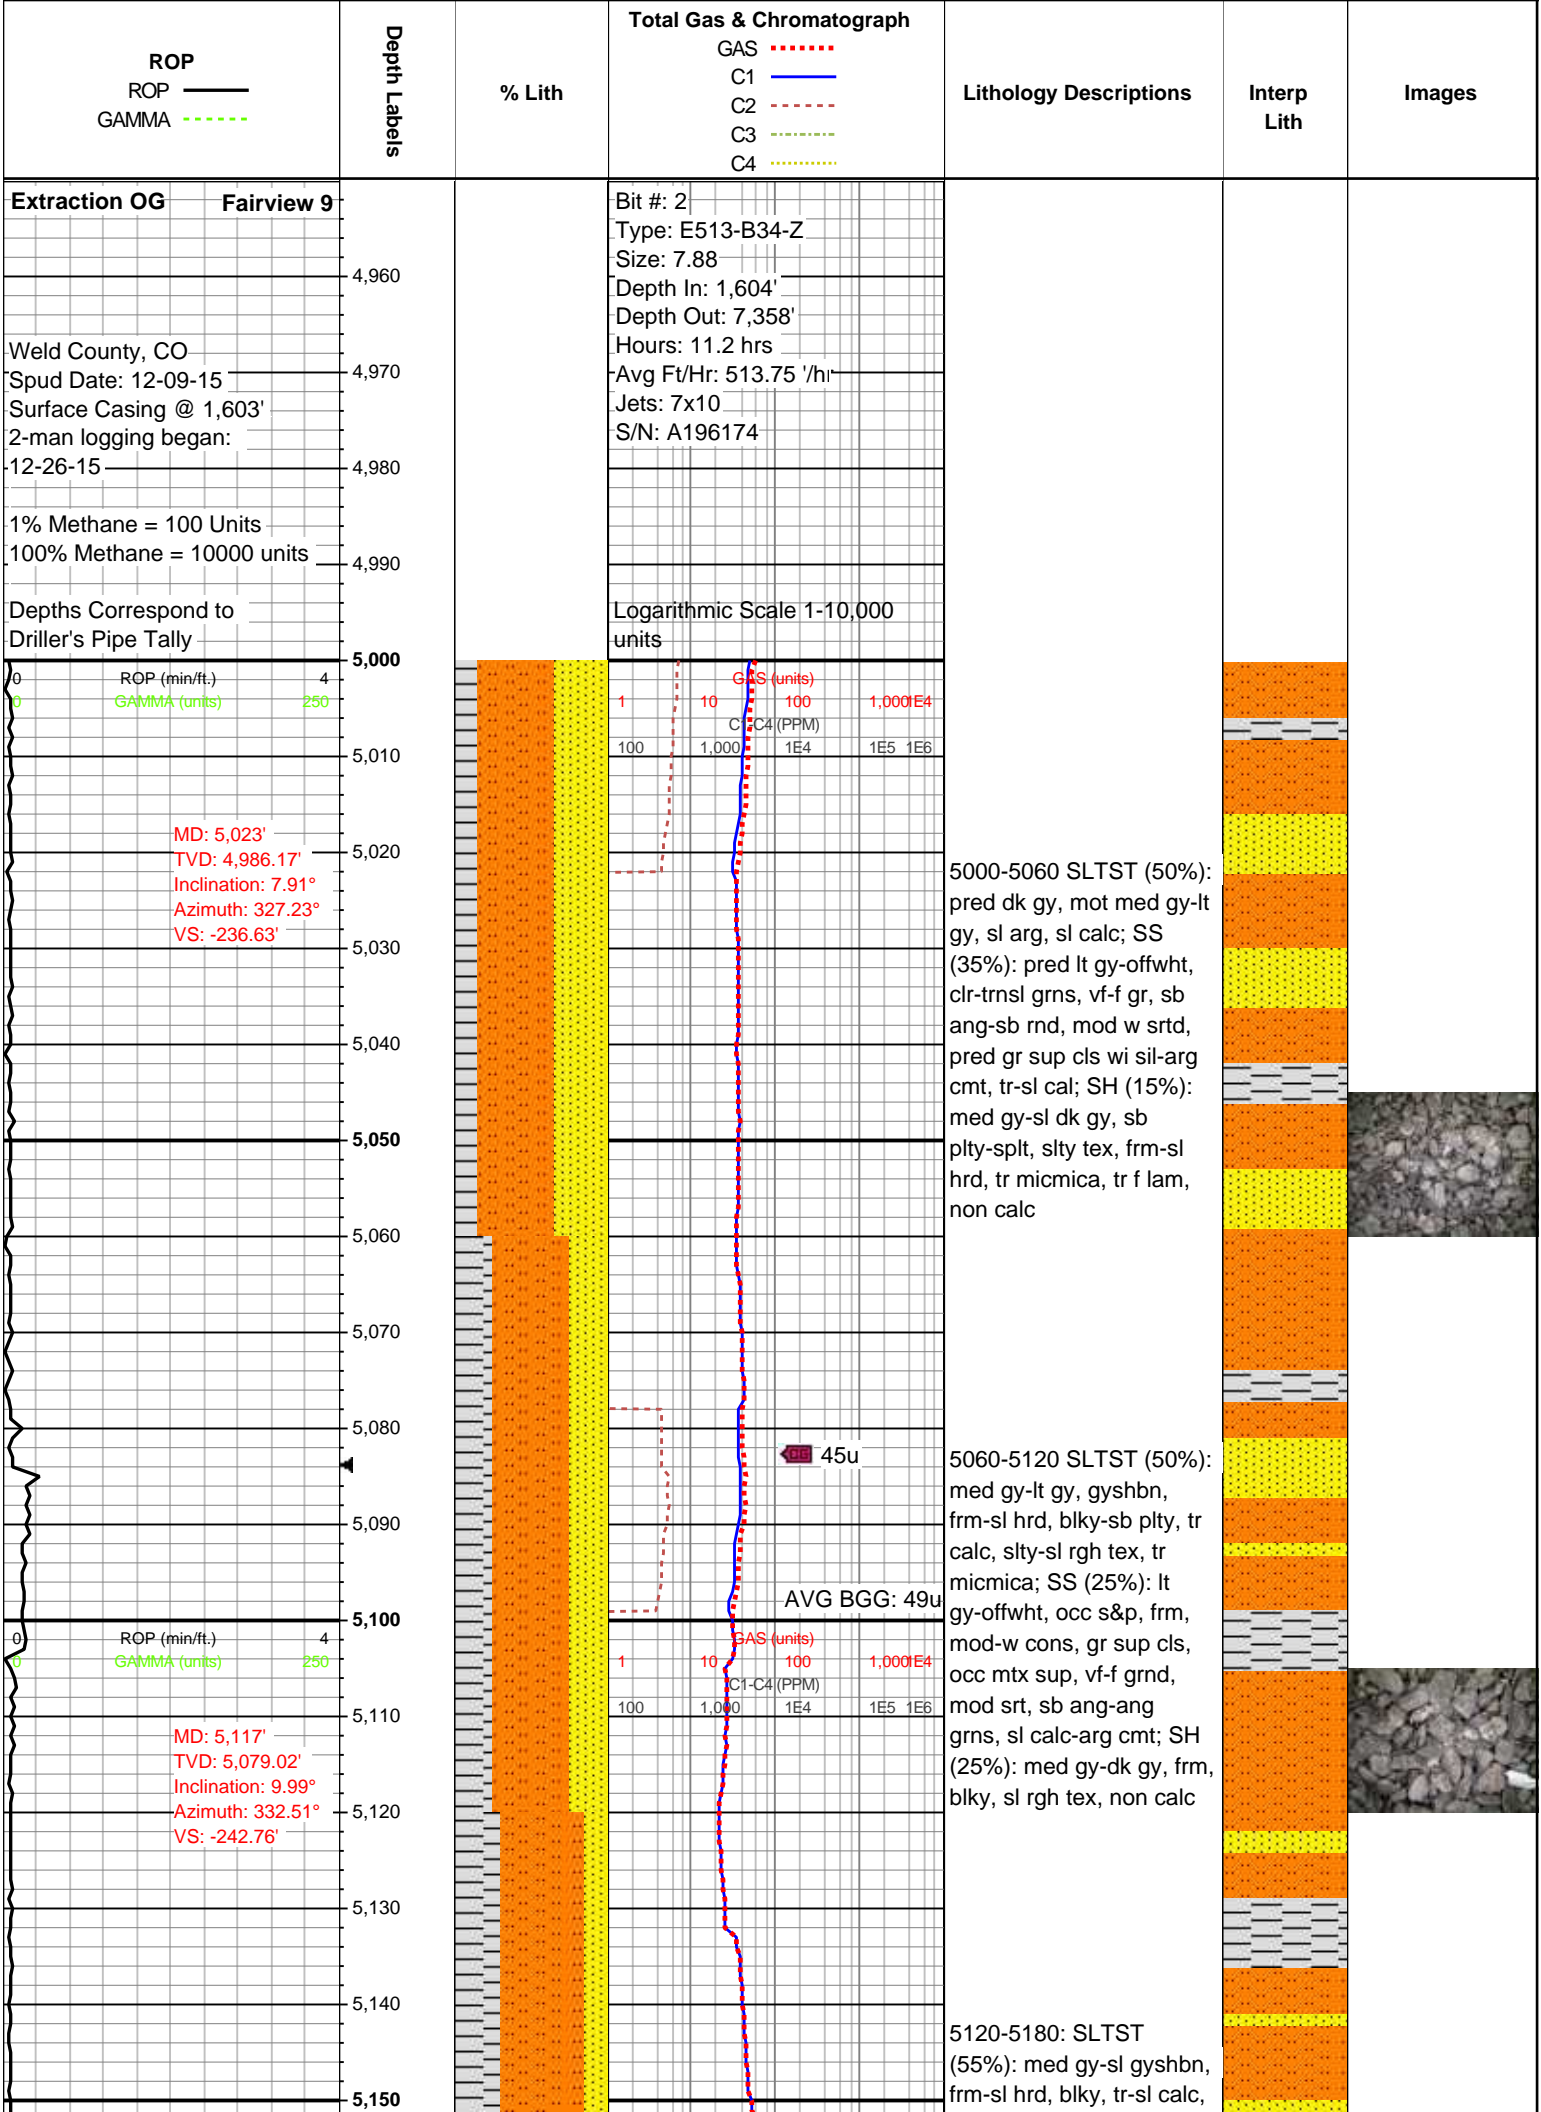 ROP
ROP
GAMMA
Depth Labels
% Lith
Total Gas & Chromatograph
GAS
C1
C2
C3
C4
Lithology Descriptions
Interp
Lith
Images
Extraction OG Fairview 9
Weld County, CO
Spud Date: 12-09-15
Surface Casing @ 1,603'
2-man logging began:
12-26-15
1% Methane = 100 Units
100% Methane = 10000 units
Depths Correspond to
Driller's Pipe Tally
Bit #: 2
Type: E513-B34-Z
Size: 7.88
Depth In: 1,604'
Depth Out: 7,358'
Hours: 11.2 hrs
Avg Ft/Hr: 513.75 '/hr
Jets: 7x10
S/N: A196174
Logarithmic Scale 1-10,000
units
4,960
4,970
4,980
4,990
5,000
5,010
5,020
5,030
5,040
5,050
5,060
5,070
5,080
5,090
5,100
5,110
5,120
5,130
5,140
5,150
0 ROP (min/ft.) 4
0 GAMMA (units) 250
GAS (units)
1 10 100 1,000 1E4
C1-C4 (PPM)
100 1,000 1E4 1E5 1E6
MD: 5,023'
TVD: 4,986.17'
Inclination: 7.91°
Azimuth: 327.23°
VS: -236.63'
5000-5060 SLTST (50%):
pred dk gy, mot med gy-lt
gy, sl arg, sl calc; SS
(35%): pred lt gy-offwht,
clr-trnsl grns, vf-f gr, sb
ang-sb rnd, mod w srtd,
pred gr sup cls wi sil-arg
cmt, tr-sl cal; SH (15%):
med gy-sl dk gy, sb
plty-splt, slty tex, frm-sl
hrd, tr micmica, tr f lam,
non calc
CG 45u
AVG BGG: 49u
5060-5120 SLTST (50%):
med gy-lt gy, gyshbn,
frm-sl hrd, blky-sb plty, tr
calc, slty-sl rgh tex, tr
micmica; SS (25%): lt
gy-offwht, occ s&p, frm,
mod-w cons, gr sup cls,
occ mtx sup, vf-f grnd,
mod srt, sb ang-ang
grns, sl calc-arg cmt; SH
(25%): med gy-dk gy, frm,
blky, sl rgh tex, non calc
0 ROP (min/ft.) 4
0 GAMMA (units) 250
GAS (units)
1 10 100 1,000 1E4
C1-C4 (PPM)
100 1,000 1E4 1E5 1E6
MD: 5,117'
TVD: 5,079.02'
Inclination: 9.99°
Azimuth: 332.51°
VS: -242.76'
5120-5180: SLTST
(55%): med gy-sl gyshbn,
frm-sl hrd, blky, tr-sl calc,